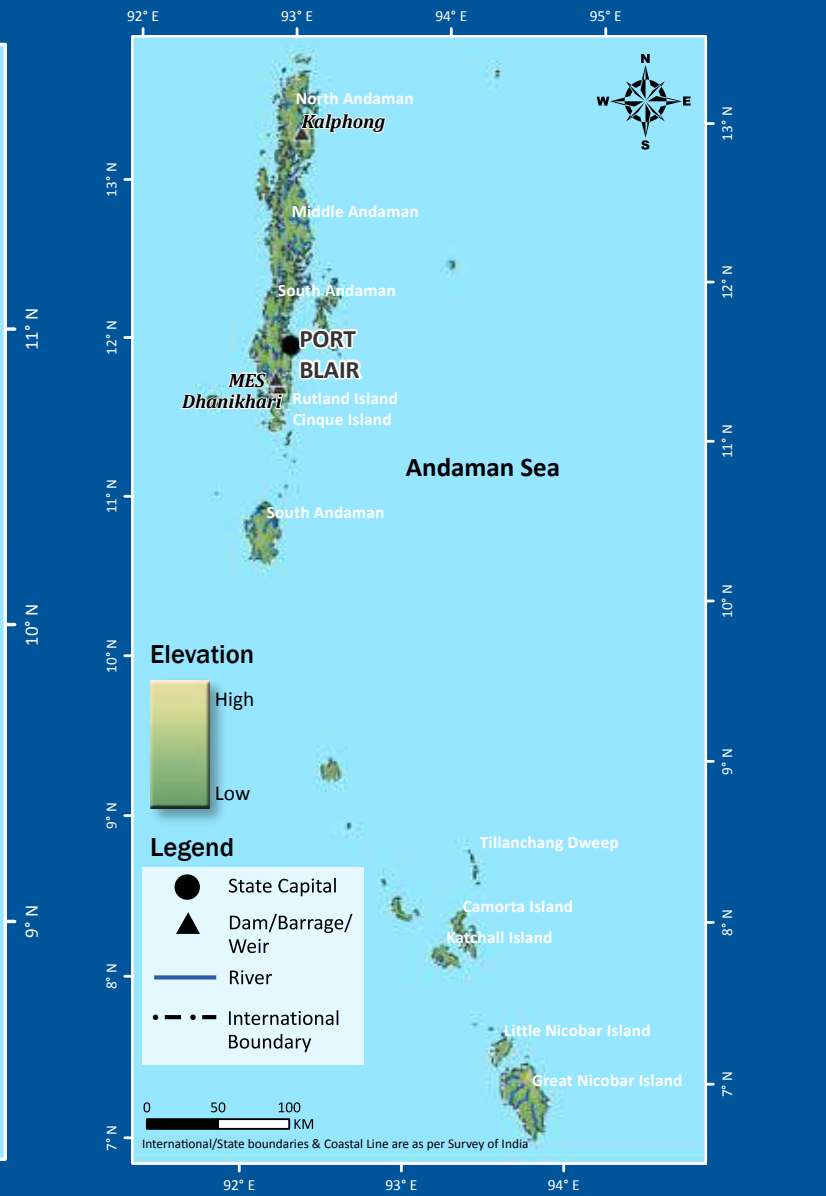 92° E 93° E 94° E 95° E
N
W E
S
North Andaman
Kalphong
13° N
13° N
Middle Andaman
12° N
South Andaman
11° N
12° N
PORT
BLAIR
MES
Dhanikhari
Rutland Island
Cinque Island
11° N
Andaman Sea
11° N
South Andaman
10° N
10° N
10° N
Elevation
High
Low
9° N
9° N
Legend
State Capital
Dam/Barrage/
Weir
River
International
Boundary
Tillanchang Dweep
Camorta Island
Katchall Island
9° N
8° N
8° N
Little Nicobar Island
Great Nicobar Island
7° N
0 50 100
KM
7° N
International/State boundaries & Coastal Line are as per Survey of India
92° E 93° E 94° E